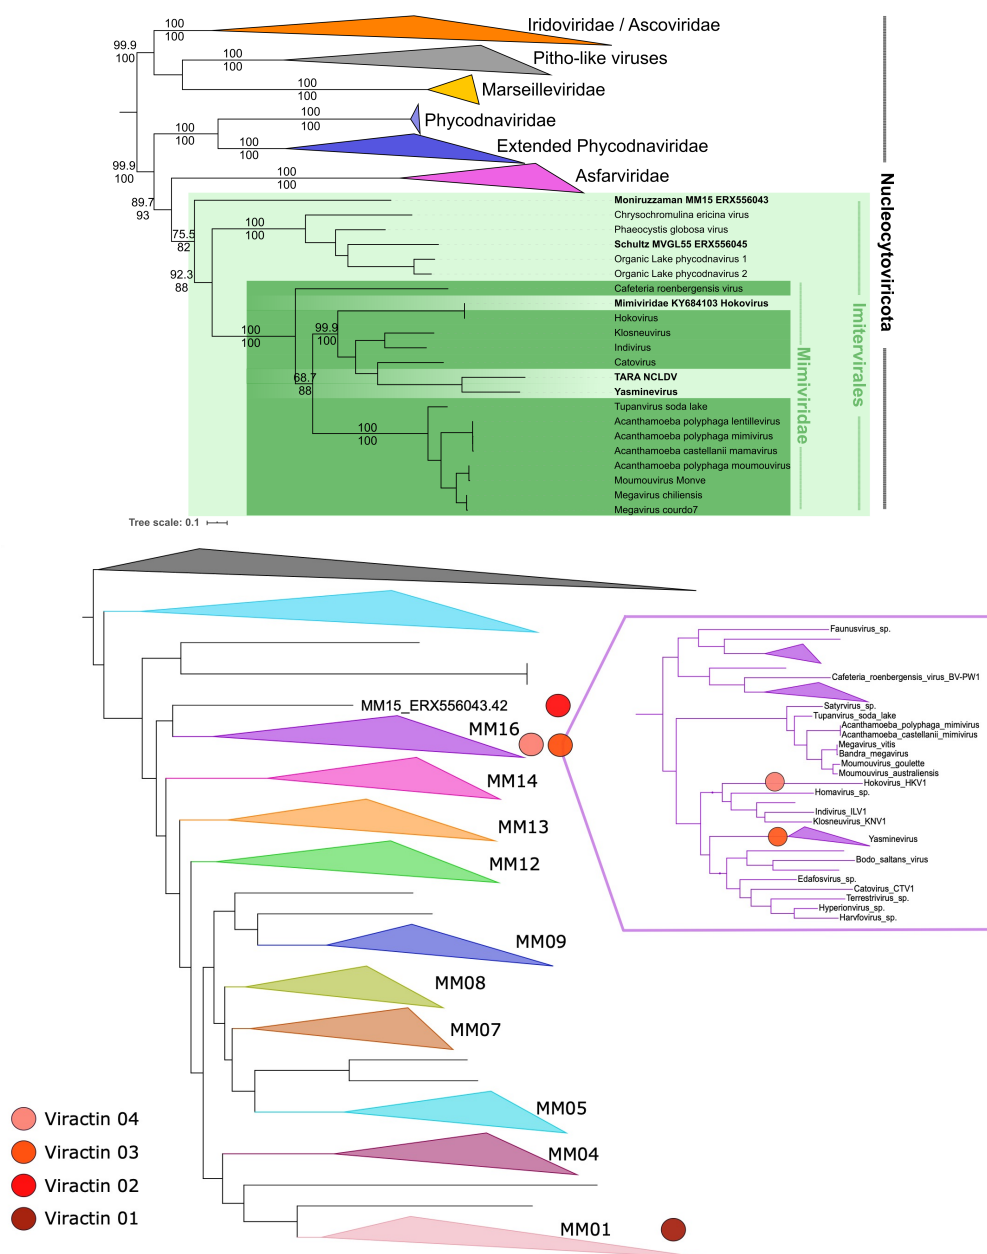 100
Iridoviridae / Ascoviridae
99.9
100
100
Pitho-like viruses
100
100
Marseilleviridae
100
100
Phycodnaviridae
100
100
100
100
Extended Phycodnaviridae
100
99.9
100
100
Asfarviridae
100
89.7
93
Moniruzzaman MM15 ERX556043
Chrysochromulina ericina virus
100
Phaeocystis globosa virus
75.5
100
82
Schultz MVGL55 ERX556045
Organic Lake phycodnavirus 1
Organic Lake phycodnavirus 2
92.3
88
Cafeteria roenbergensis virus
Mimiviridae KY684103 Hokovirus
Hokovirus
100
99.9
100
100
Klosneuvirus
Indivirus
Catovirus
68.7
88
TARA NCLDV
Yasminevirus
Tupanvirus soda lake
100
100
Acanthamoeba polyphaga lentillevirus
Acanthamoeba polyphaga mimivirus
Acanthamoeba castellanii mamavirus
Acanthamoeba polyphaga moumouvirus
Moumouvirus Monve
Megavirus chiliensis
Megavirus courdo7
Mimiviridae
Imitervirales
Nucleocytoviricota
Tree scale: 0.1
MM15_ERX556043.42
MM16
MM14
MM13
MM12
MM09
MM08
MM07
MM05
MM04
MM01
Faunusvirus_sp.
Cafeteria_roenbergensis_virus_BV-PW1
Satyrvirus_sp.
Tupanvirus_soda_lake
Acanthamoeba_polyphaga_mimivirus
Acanthamoeba_castellanii_mimivirus
Megavirus_vitis
Bandra_megavirus
Moumouvirus_goulette
Moumouvirus_australiensis
Hokovirus_HKV1
Homavirus_sp.
Indivirus_ILV1
Klosneuvirus_KNV1
Yasminevirus
Bodo_saltans_virus
Edafosvirus_sp.
Catovirus_CTV1
Terrestrivirus_sp.
Hyperionvirus_sp.
Harvfovirus_sp.
Viractin 04
Viractin 03
Viractin 02
Viractin 01